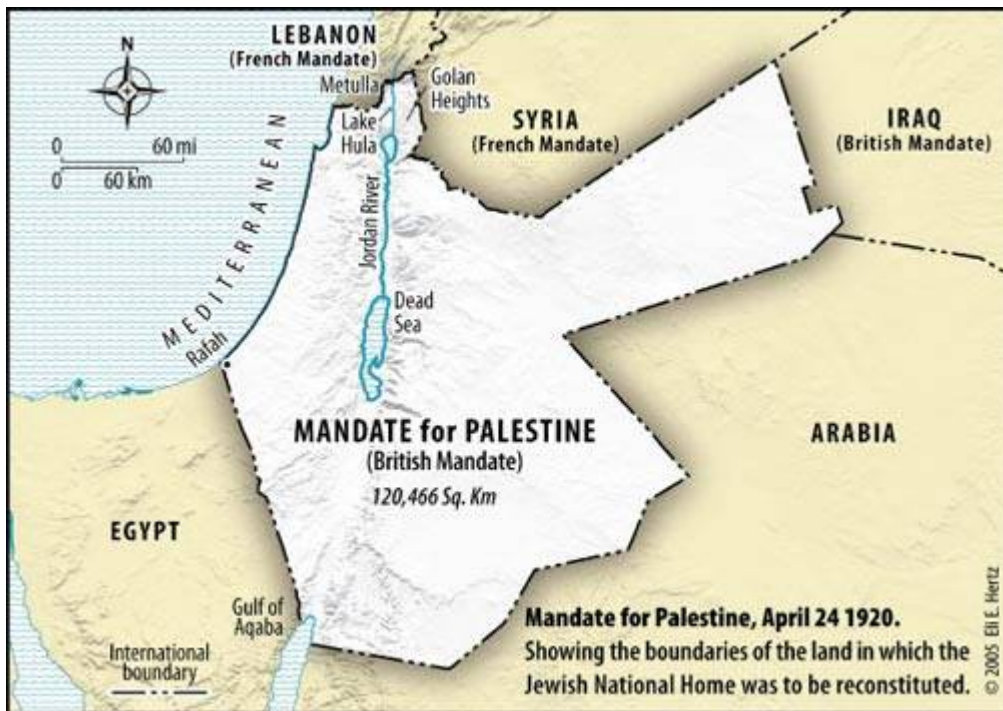 LEBANON
(French Mandate)
N
Metulla
Golan
Heights
Lake
Hula
SYRIA
(French Mandate)
IRAQ
(British Mandate)
0 60 mi
0 60 km
MEDITERRANEAN
Jordan River
Dead
Sea
Rafah
MANDATE for PALESTINE
(British Mandate)
120,466 Sq. Km
ARABIA
EGYPT
Gulf of
Aqaba
International
boundary
Mandate for Palestine, April 24 1920.
Showing the boundaries of the land in which the
Jewish National Home was to be reconstituted.
© 2005 Eli E. Hertz